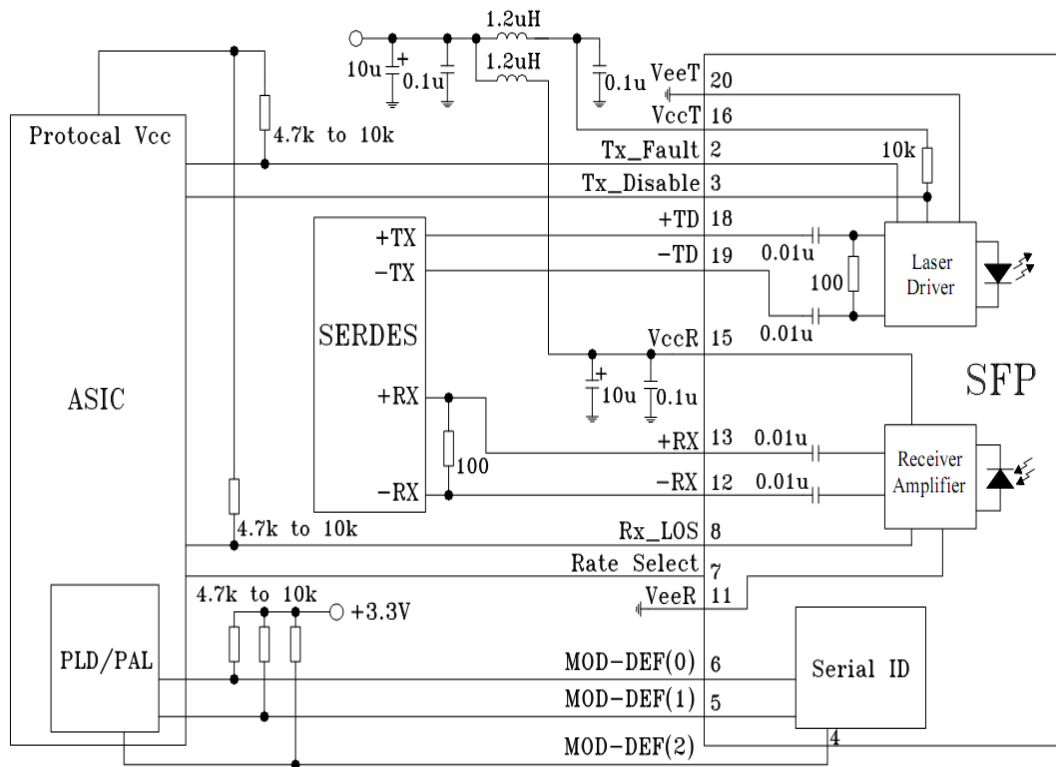 1.2uH
1.2uH
10u
+
0.1u
0.1u
VeeT 20
VccT 16
Protocal Vcc
4.7k to 10k
Tx_Fault 2
10k
Tx_Disable 3
+TD 18
+TX
0.01u
-TD 19
-TX
100
Laser
Driver
0.01u
SERDES
VccR 15
SFP
ASIC
+
10u
0.1u
+RX
+RX 13
0.01u
100
Receiver
Amplifier
-RX
-RX 12
0.01u
4.7k to 10k
Rx_LOS 8
Rate Select 7
4.7k to 10k
VeeR 11
+3.3V
PLD/PAL
MOD-DEF(0) 6
Serial ID
MOD-DEF(1) 5
MOD-DEF(2) 4